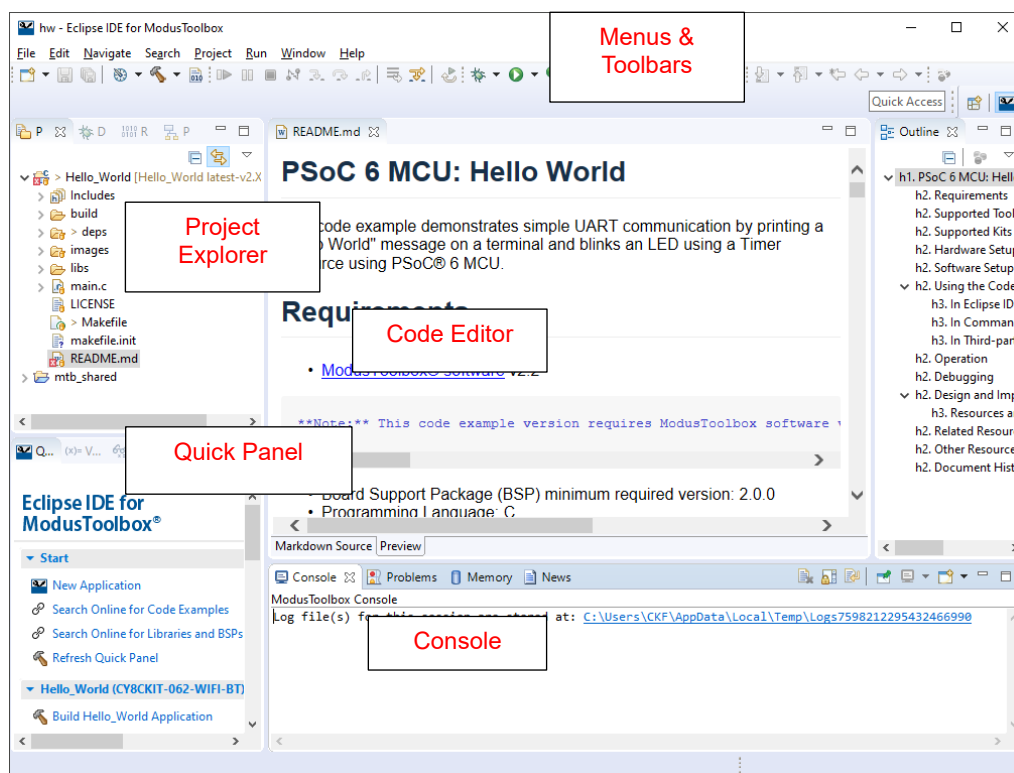 hw - Eclipse IDE for ModusToolbox
File Edit Navigate Search Project Run Window Help
Menus &
Toolbars
Quick Access
P D R P
README.md
Outline
> Hello_World [Hello_World latest-v2.X
Includes
build
> deps
images
libs
main.c
LICENSE
> Makefile
makefile.init
README.md
mtb_shared
Project
Explorer
PSoC 6 MCU: Hello World
code example demonstrates simple UART communication by printing a
World" message on a terminal and blinks an LED using a Timer
using PSoC® 6 MCU.
Requirements
Code Editor
ModusToolbox® software v2.2
**Note:** This code example version requires ModusToolbox software
• Board Support Package (BSP) minimum required version: 2.0.0
• Programming Language: C
Markdown Source Preview
h1. PSoC 6 MCU: Hell
h2. Requirements
h2. Supported Tool
h2. Supported Kits
h2. Hardware Setup
h2. Software Setup
h2. Using the Code
h3. In Eclipse ID
h3. In Comman
h3. In Third-par
h2. Operation
h2. Debugging
h2. Design and Imp
h3. Resources a
h2. Related Resour
h2. Other Resource
h2. Document Hist
Q... (x)= V...
Quick Panel
Eclipse IDE for
ModusToolbox®
Start
New Application
Search Online for Code Examples
Search Online for Libraries and BSPs
Refresh Quick Panel
Hello_World (CY8CKIT-062-WIFI-BT)
Build Hello_World Application
Console Problems Memory News
ModusToolbox Console
Log file(s) for this session are stored at: C:\Users\CKF\AppData\Local\Temp\Logs7598212295432466990
Console